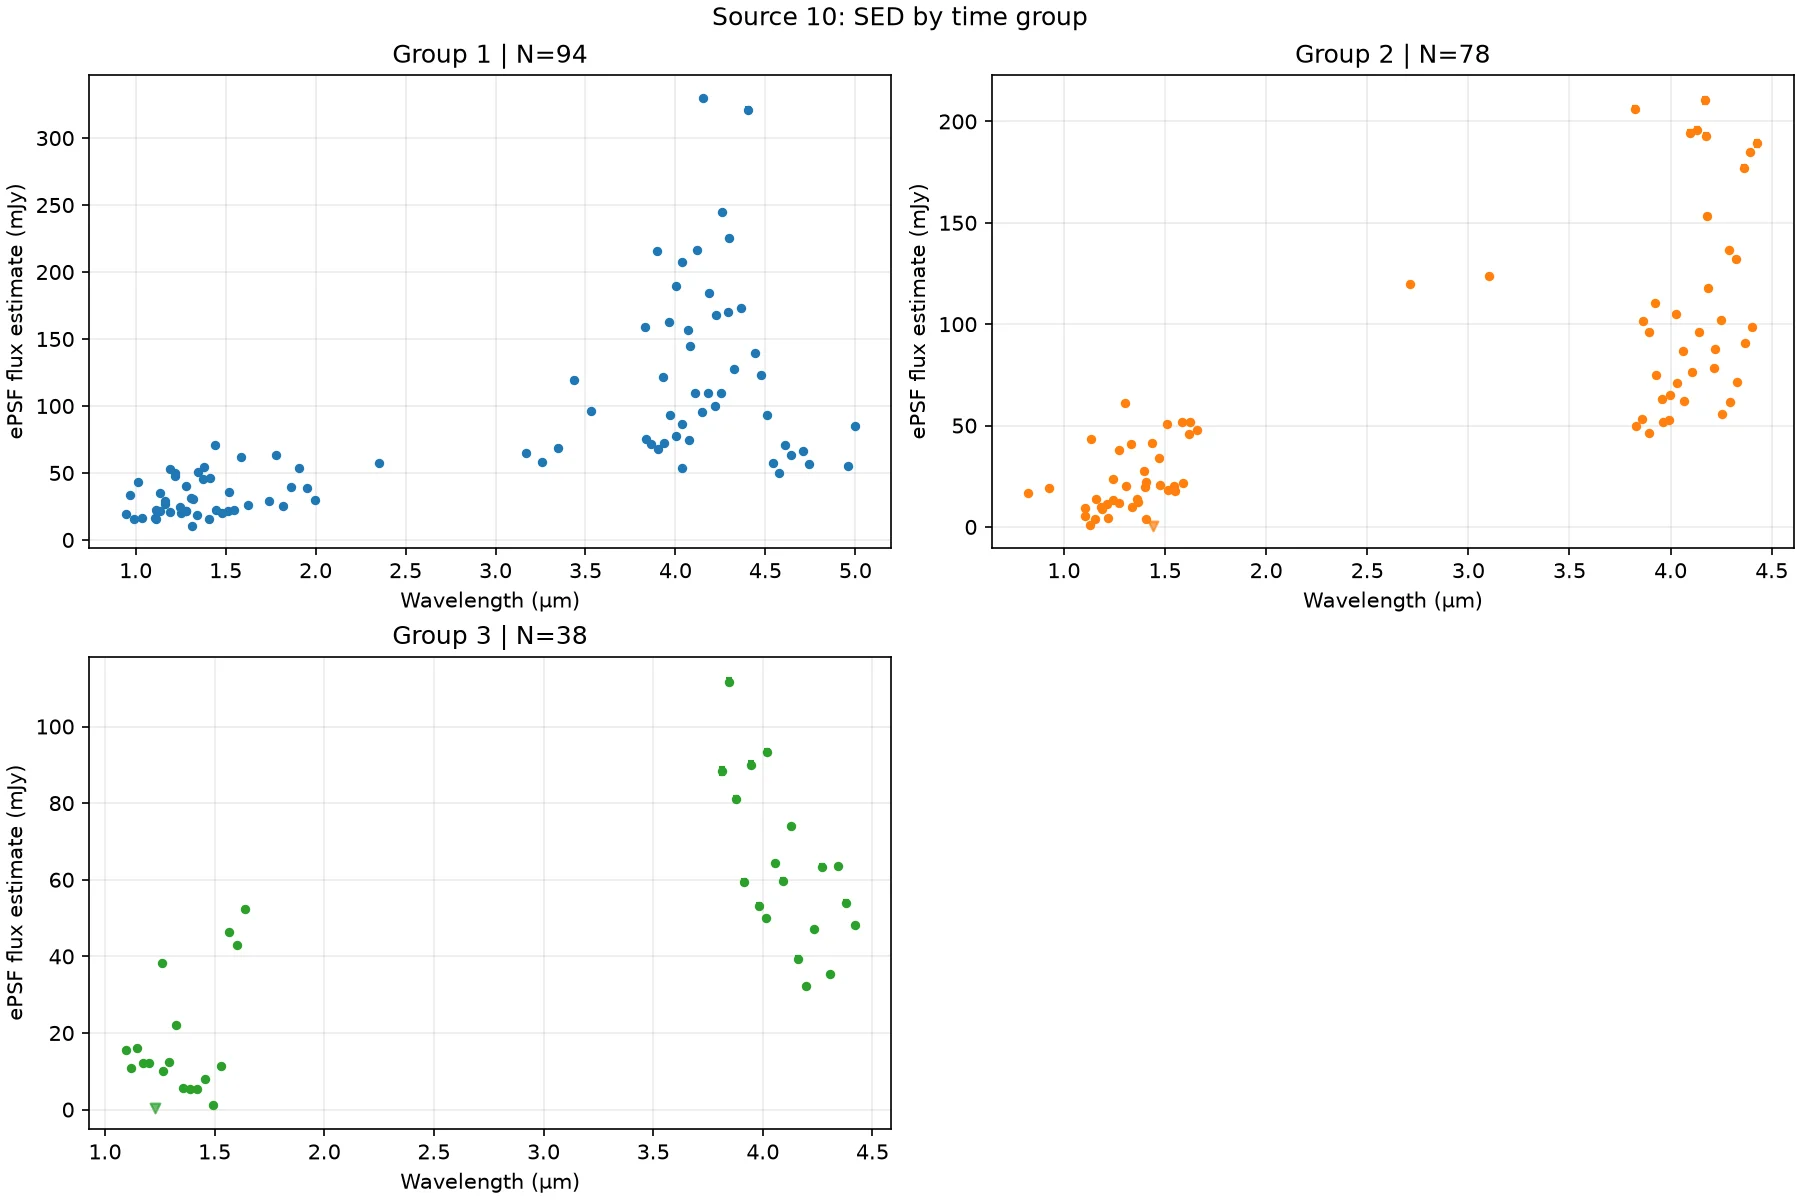 Source 10: SED by time group
Group 1 | N=94
ePSF flux estimate (mJy)
300
250
200
150
100
50
0
1.0 1.5 2.0 2.5 3.0 3.5 4.0 4.5 5.0
Wavelength (μm)
Group 2 | N=78
ePSF flux estimate (mJy)
200
150
100
50
0
1.0 1.5 2.0 2.5 3.0 3.5 4.0 4.5
Wavelength (μm)
Group 3 | N=38
ePSF flux estimate (mJy)
100
80
60
40
20
0
1.0 1.5 2.0 2.5 3.0 3.5 4.0 4.5
Wavelength (μm)